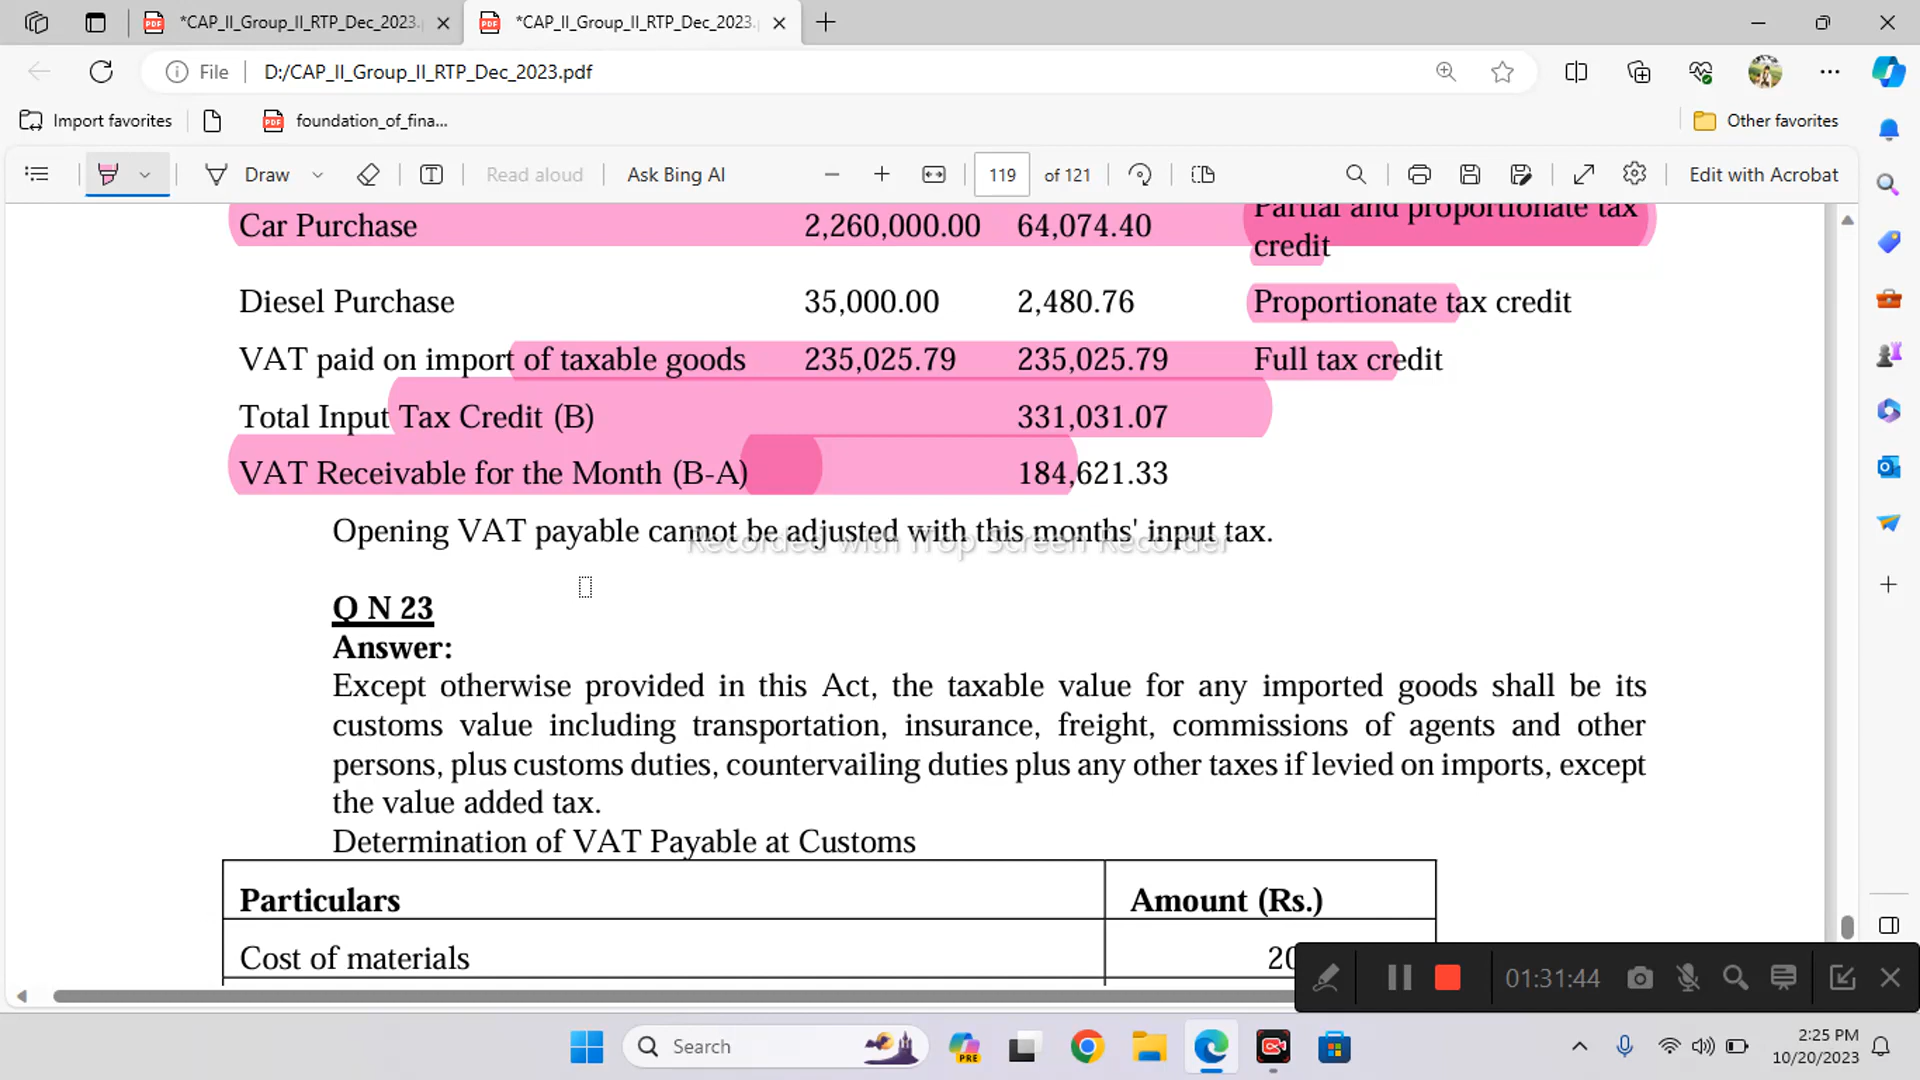 *CAP_II_Group_II_RTP_Dec_2023.
*CAP_II_Group_II_RTP_Dec_2023.
File
D:/CAP_II_Group_II_RTP_Dec_2023.pdf
Import favorites
foundation_of_fina...
Other favorites
Draw
Read aloud
Ask Bing AI
119 of 121
Edit with Acrobat
Car Purchase 2,260,000.00 64,074.40 Partial and proportionate tax
credit
Diesel Purchase 35,000.00 2,480.76 Proportionate tax credit
VAT paid on import of taxable goods 235,025.79 235,025.79 Full tax credit
Total Input Tax Credit (B) 331,031.07
VAT Receivable for the Month (B-A) 184,621.33
Opening VAT payable cannot be adjusted with this months' input tax.
Recorded with iTop Screen Recorder
Q N 23
Answer:
Except otherwise provided in this Act, the taxable value for any imported goods shall be its
customs value including transportation, insurance, freight, commissions of agents and other
persons, plus customs duties, countervailing duties plus any other taxes if levied on imports, except
the value added tax.
Determination of VAT Payable at Customs
Particulars Amount (Rs.)
Cost of materials 20
01:31:44
Search
PRE
2:25 PM
10/20/2023